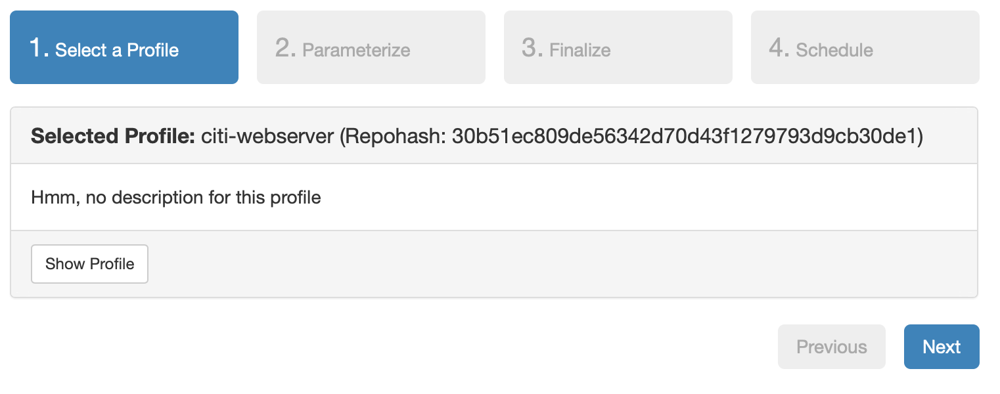 1. Select a Profile
2. Parameterize
3. Finalize
4. Schedule
Selected Profile: citi-webserver (Repohash: 30b51ec809de56342d70d43f1279793d9cb30de1)
Hmm, no description for this profile
Show Profile
Previous
Next